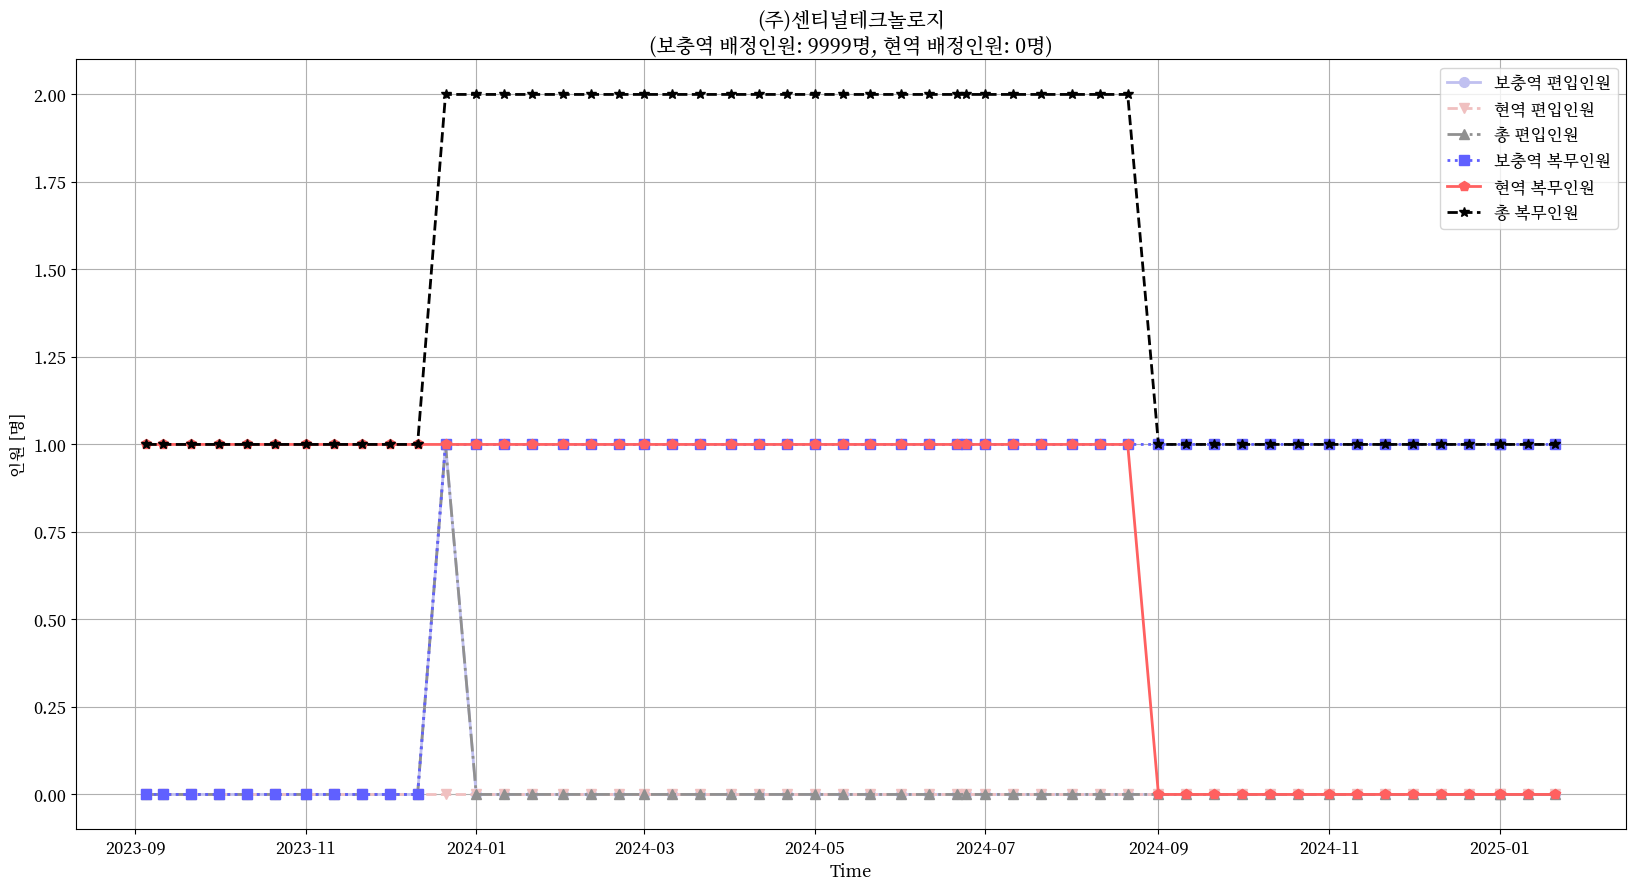 (주)센티널테크놀로지
(보충역 배정인원: 9999명, 현역 배정인원: 0명)
보충역 편입인원
현역 편입인원
총 편입인원
보충역 복무인원
현역 복무인원
총 복무인원
인원 [명]
2.00
1.75
1.50
1.25
1.00
0.75
0.50
0.25
0.00
2023-09 2023-11 2024-01 2024-03 2024-05 2024-07 2024-09 2024-11 2025-01
Time